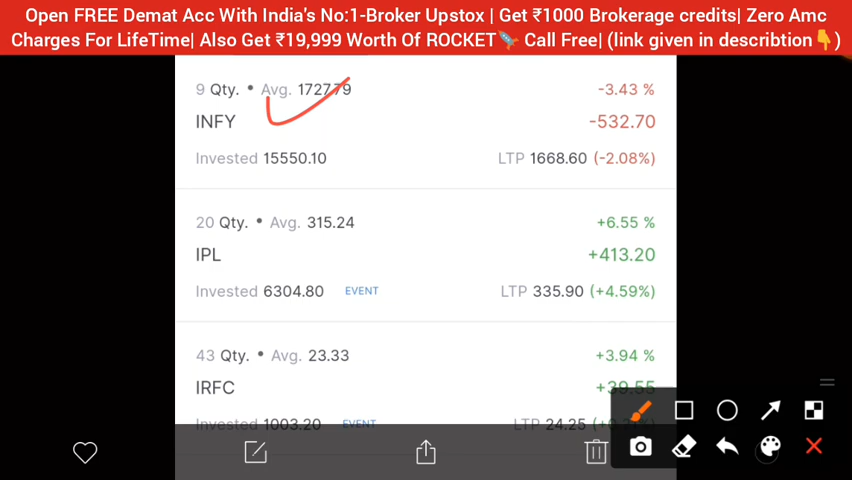 Open FREE Demat Acc With India's No:1-Broker Upstox | Get ₹1000 Brokerage credits| Zero Amc
Charges For LifeTime| Also Get ₹19,999 Worth Of ROCKET🚀 Call Free| (link given in describtion👇)
9 Qty. • Avg. 1727.79 -3.43 %
INFY -532.70
Invested 15550.10 LTP 1668.60 (-2.08%)
20 Qty. • Avg. 315.24 +6.55 %
IPL +413.20
Invested 6304.80 EVENT LTP 335.90 (+4.59%)
43 Qty. • Avg. 23.33 +3.94 %
IRFC +39.55
Invested 1003.20 EVENT LTP 24.25